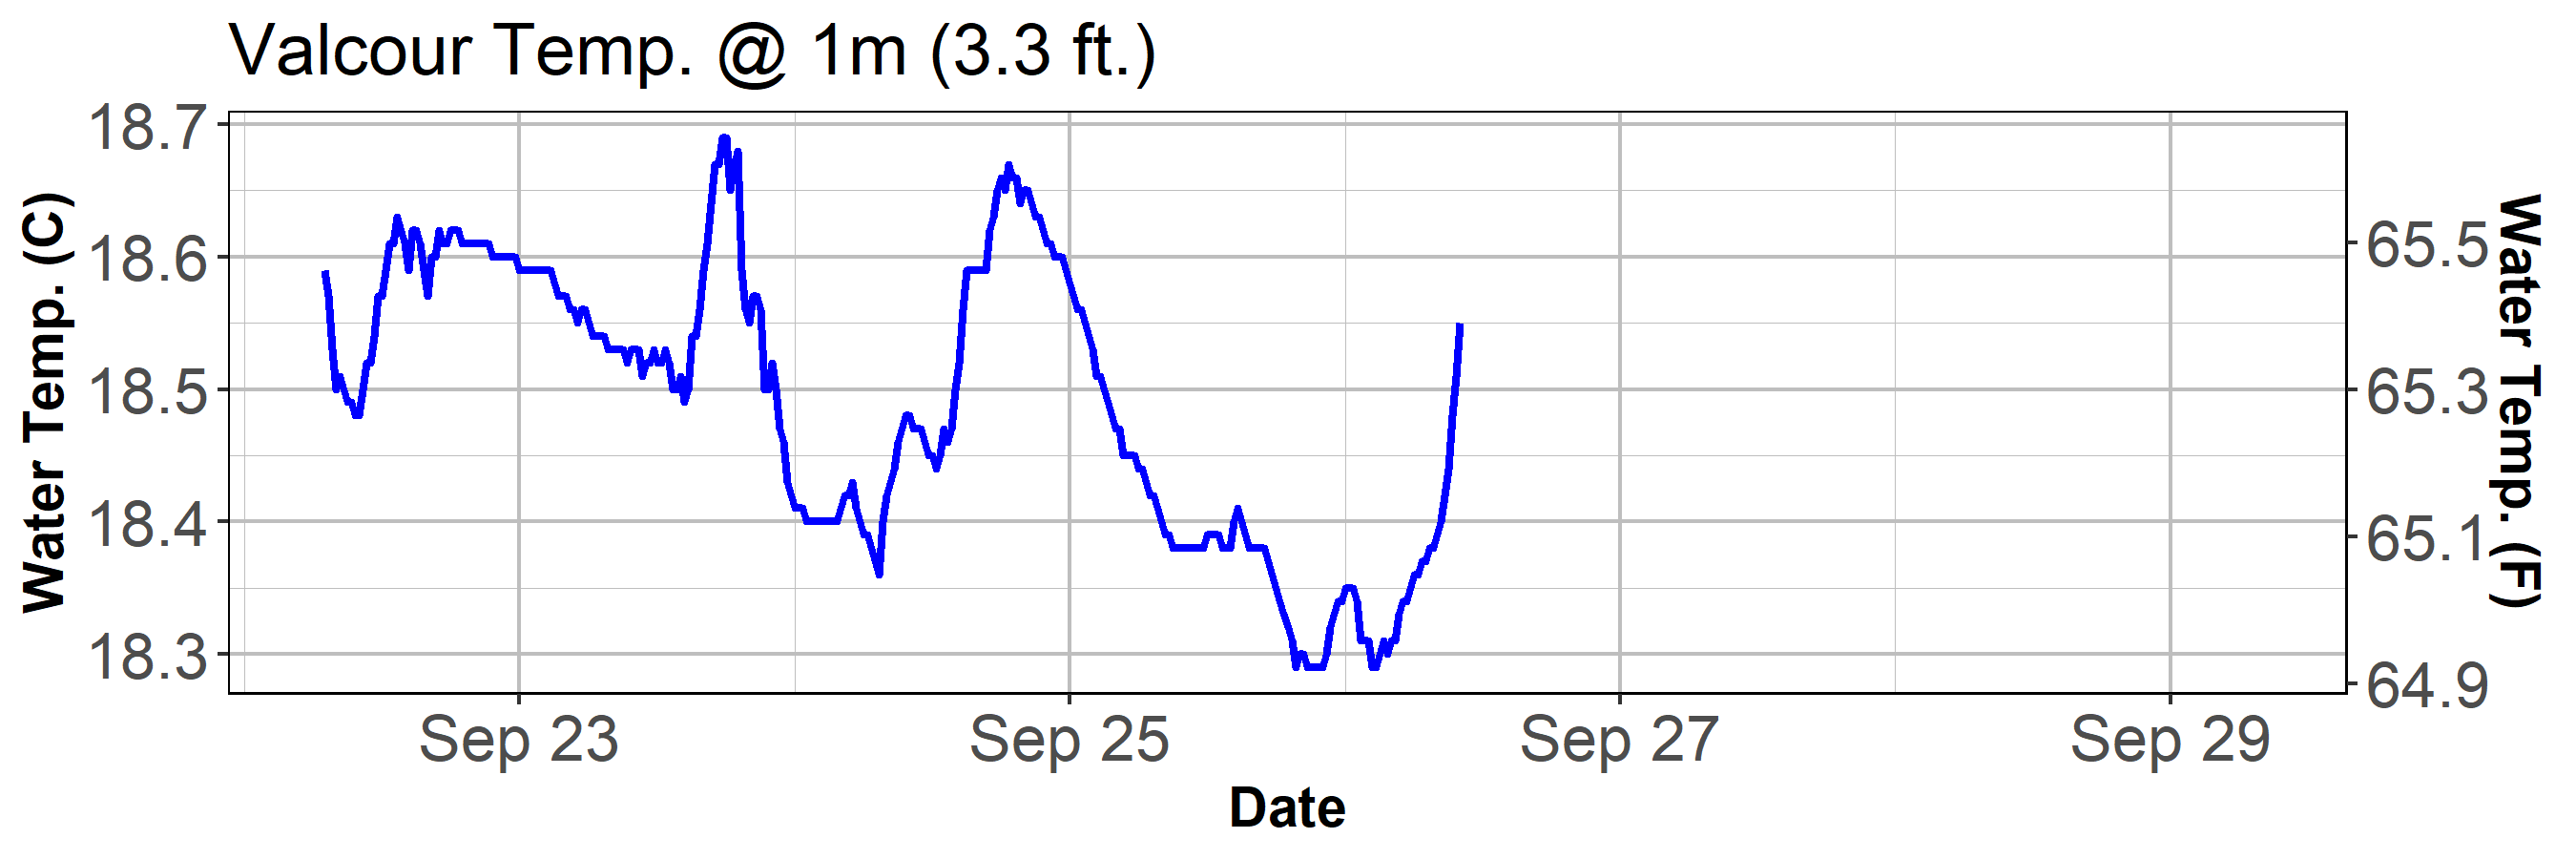 Valcour Temp. @ 1m (3.3 ft.)
Water Temp. (C)
18.7
18.6
18.5
18.4
18.3
65.5
65.3
65.1
64.9
Water Temp. (F)
Sep 23
Sep 25
Sep 27
Sep 29
Date